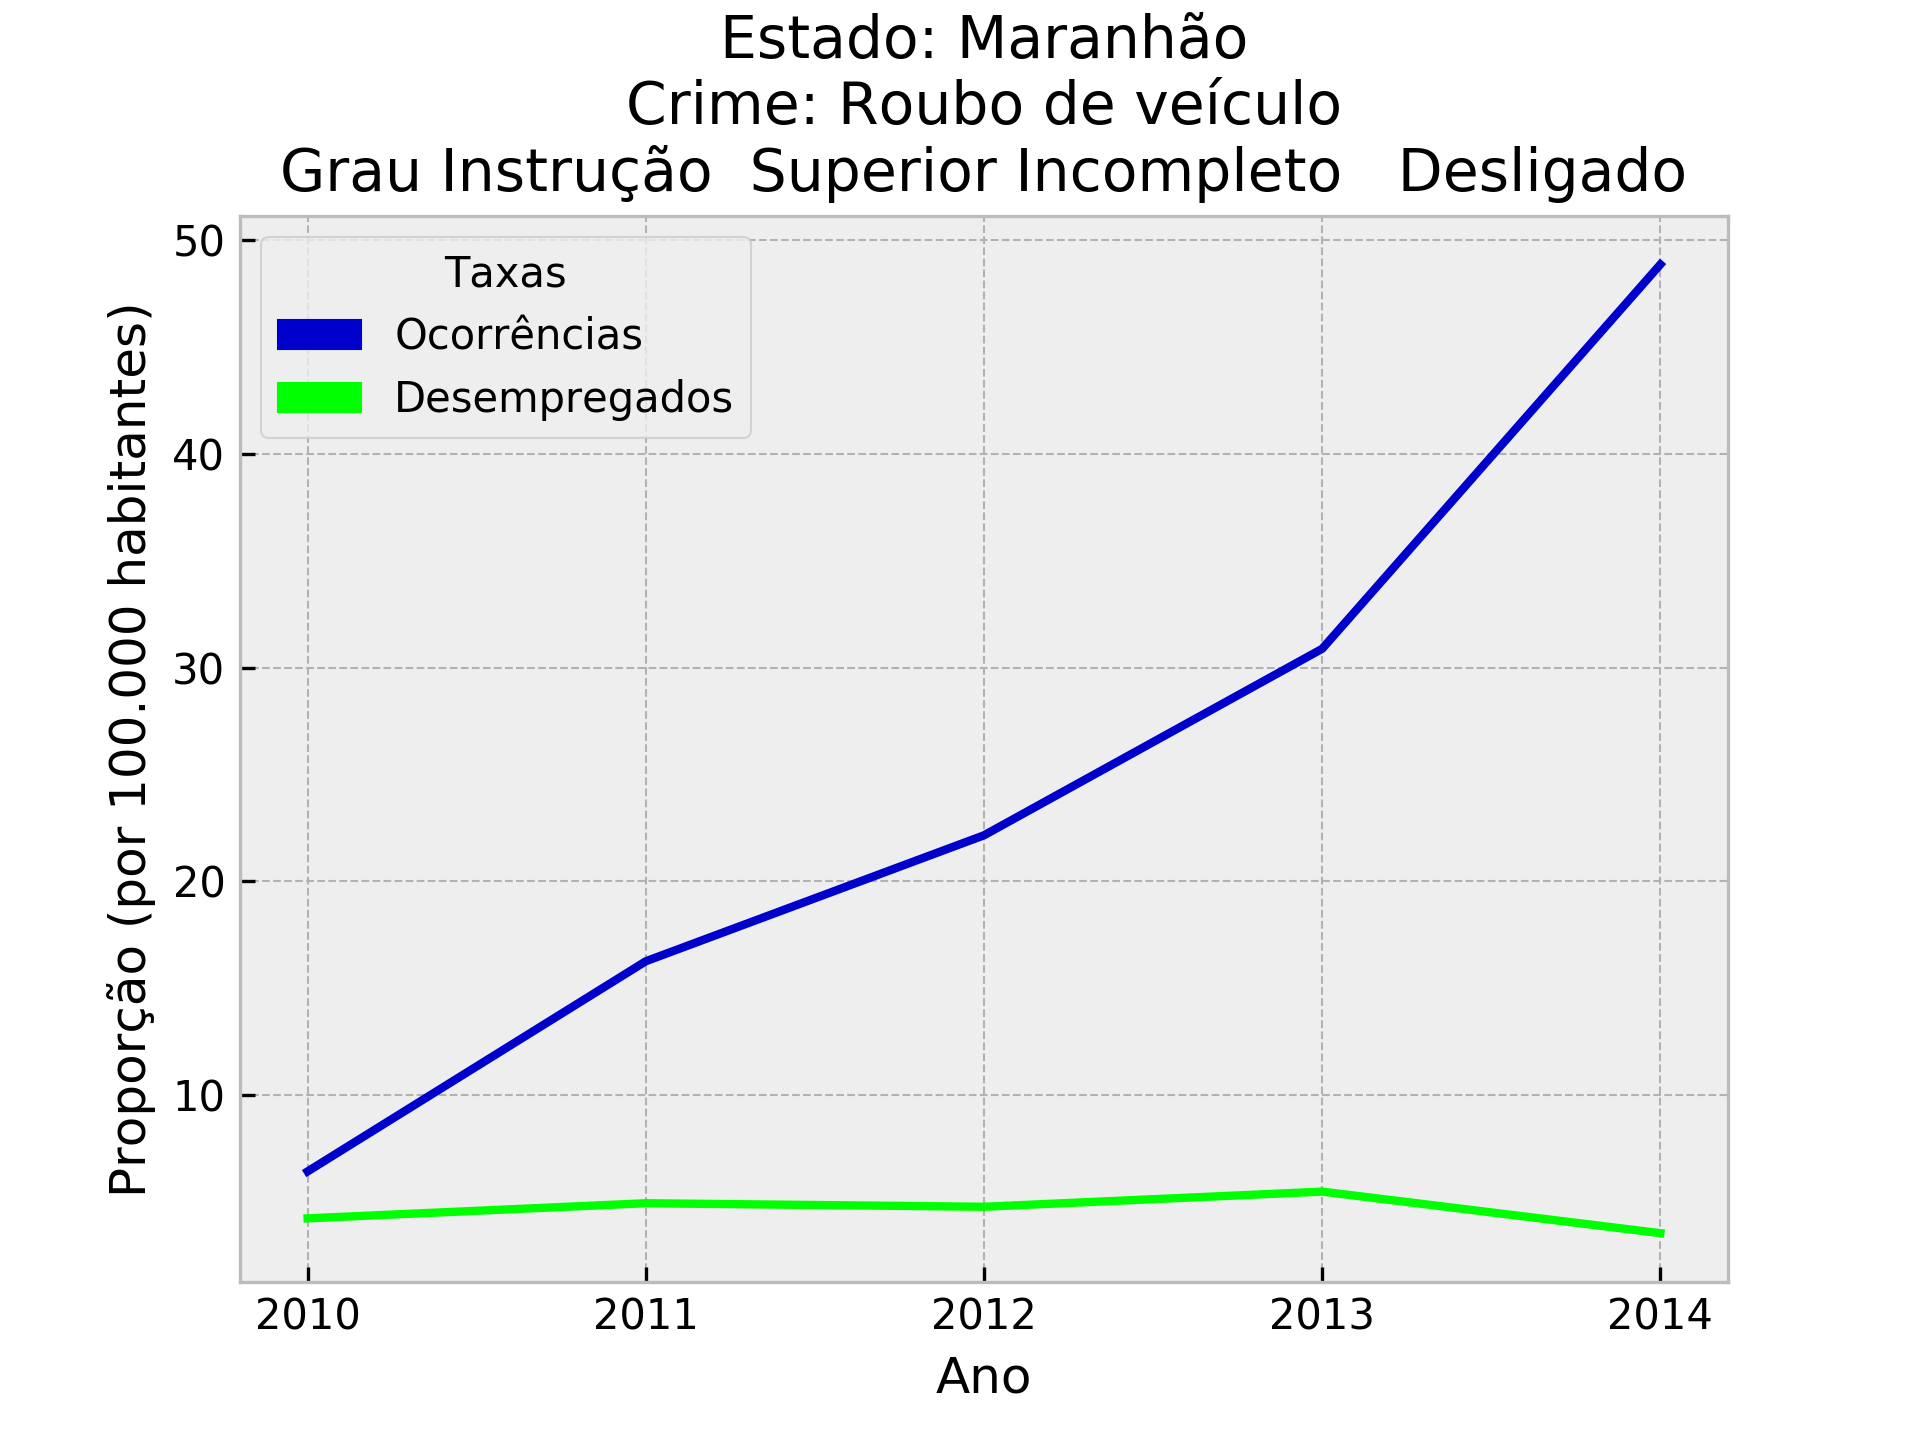 Estado: Maranhão
Crime: Roubo de veículo
Grau Instrução  Superior Incompleto   Desligado
Taxas
Ocorrências
Desempregados
Proporção (por 100.000 habitantes)
50
40
30
20
10
2010
2011
2012
2013
2014
Ano